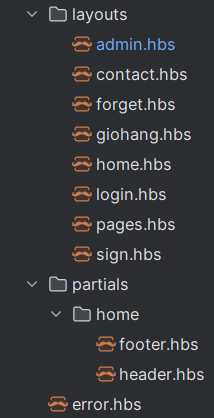 layouts
admin.hbs
contact.hbs
forget.hbs
giohang.hbs
home.hbs
login.hbs
pages.hbs
sign.hbs
partials
home
footer.hbs
header.hbs
error.hbs